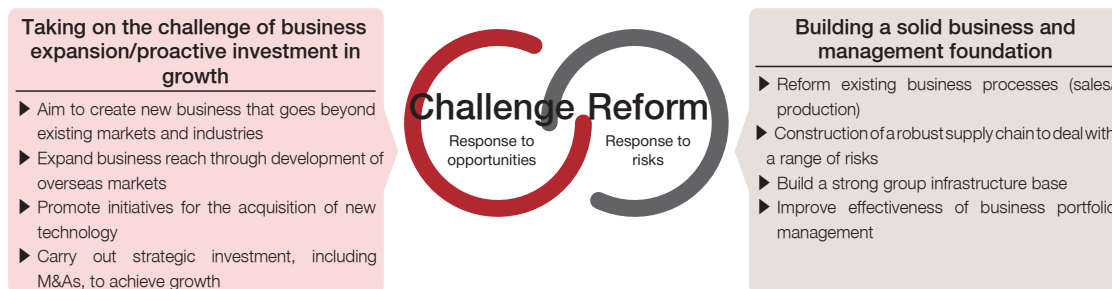 Taking on the challenge of business
expansion/proactive investment in
growth
▶ Aim to create new business that goes beyond
existing markets and industries
▶ Expand business reach through development of
overseas markets
▶ Promote initiatives for the acquisition of new
technology
▶ Carry out strategic investment, including
M&As, to achieve growth
Challenge
Response to
opportunities
Reform
Response to
risks
Building a solid business and
management foundation
▶ Reform existing business processes (sales/
production)
▶ Construction of a robust supply chain to deal with
a range of risks
▶ Build a strong group infrastructure base
▶ Improve effectiveness of business portfolio
management